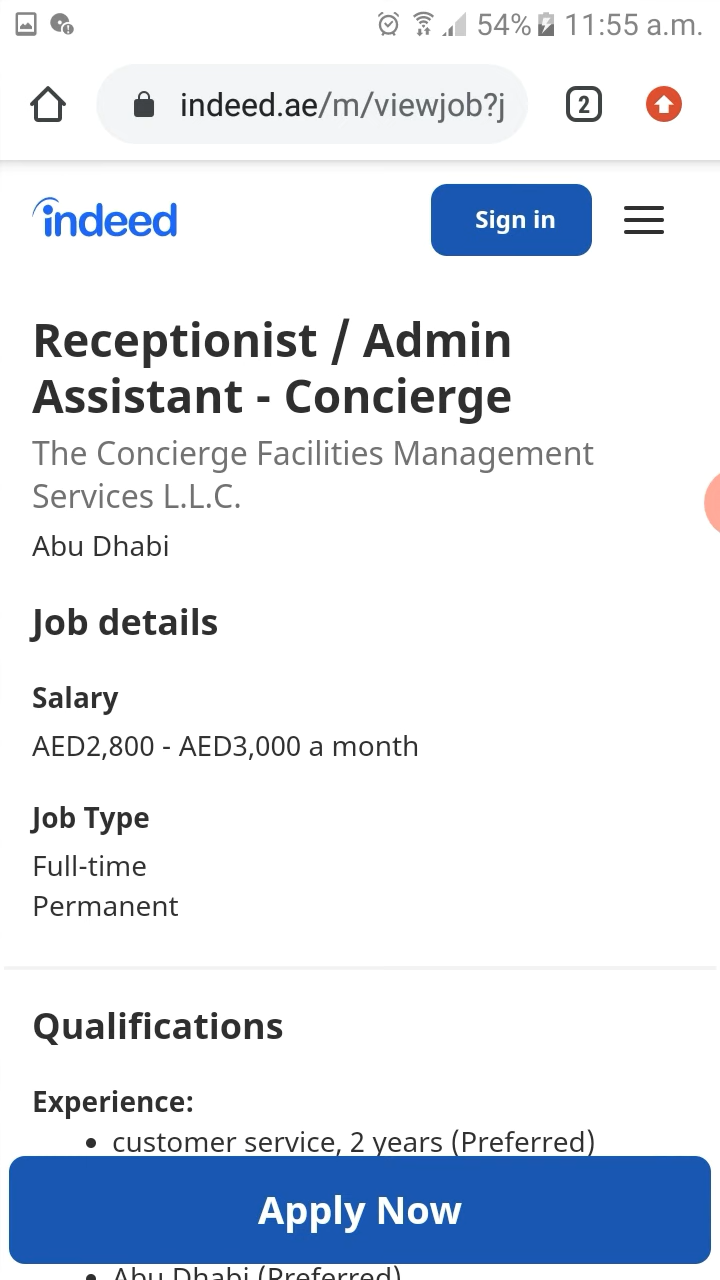 54% 11:55 a.m.
indeed.ae/m/viewjob?j
2
indeed
Sign in
Receptionist / Admin
Assistant - Concierge
The Concierge Facilities Management
Services L.L.C.
Abu Dhabi
Job details
Salary
AED2,800 - AED3,000 a month
Job Type
Full-time
Permanent
Qualifications
Experience:
• customer service, 2 years (Preferred)
Apply Now
• Abu Dhabi (Preferred)